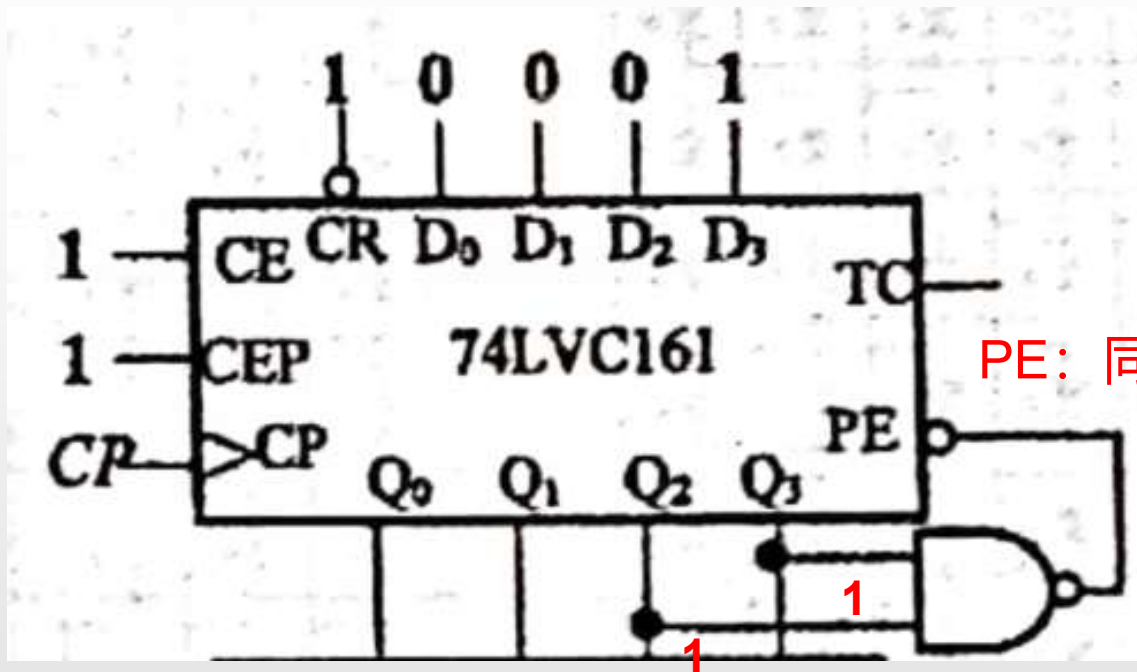 1 0 0 0 1
1 CE CR D₀ D₁ D₂ D₃
TC
1 CEP 74LVC161
PE: 同
CP CP PE
Q₀ Q₁ Q₂ Q₃
1
1